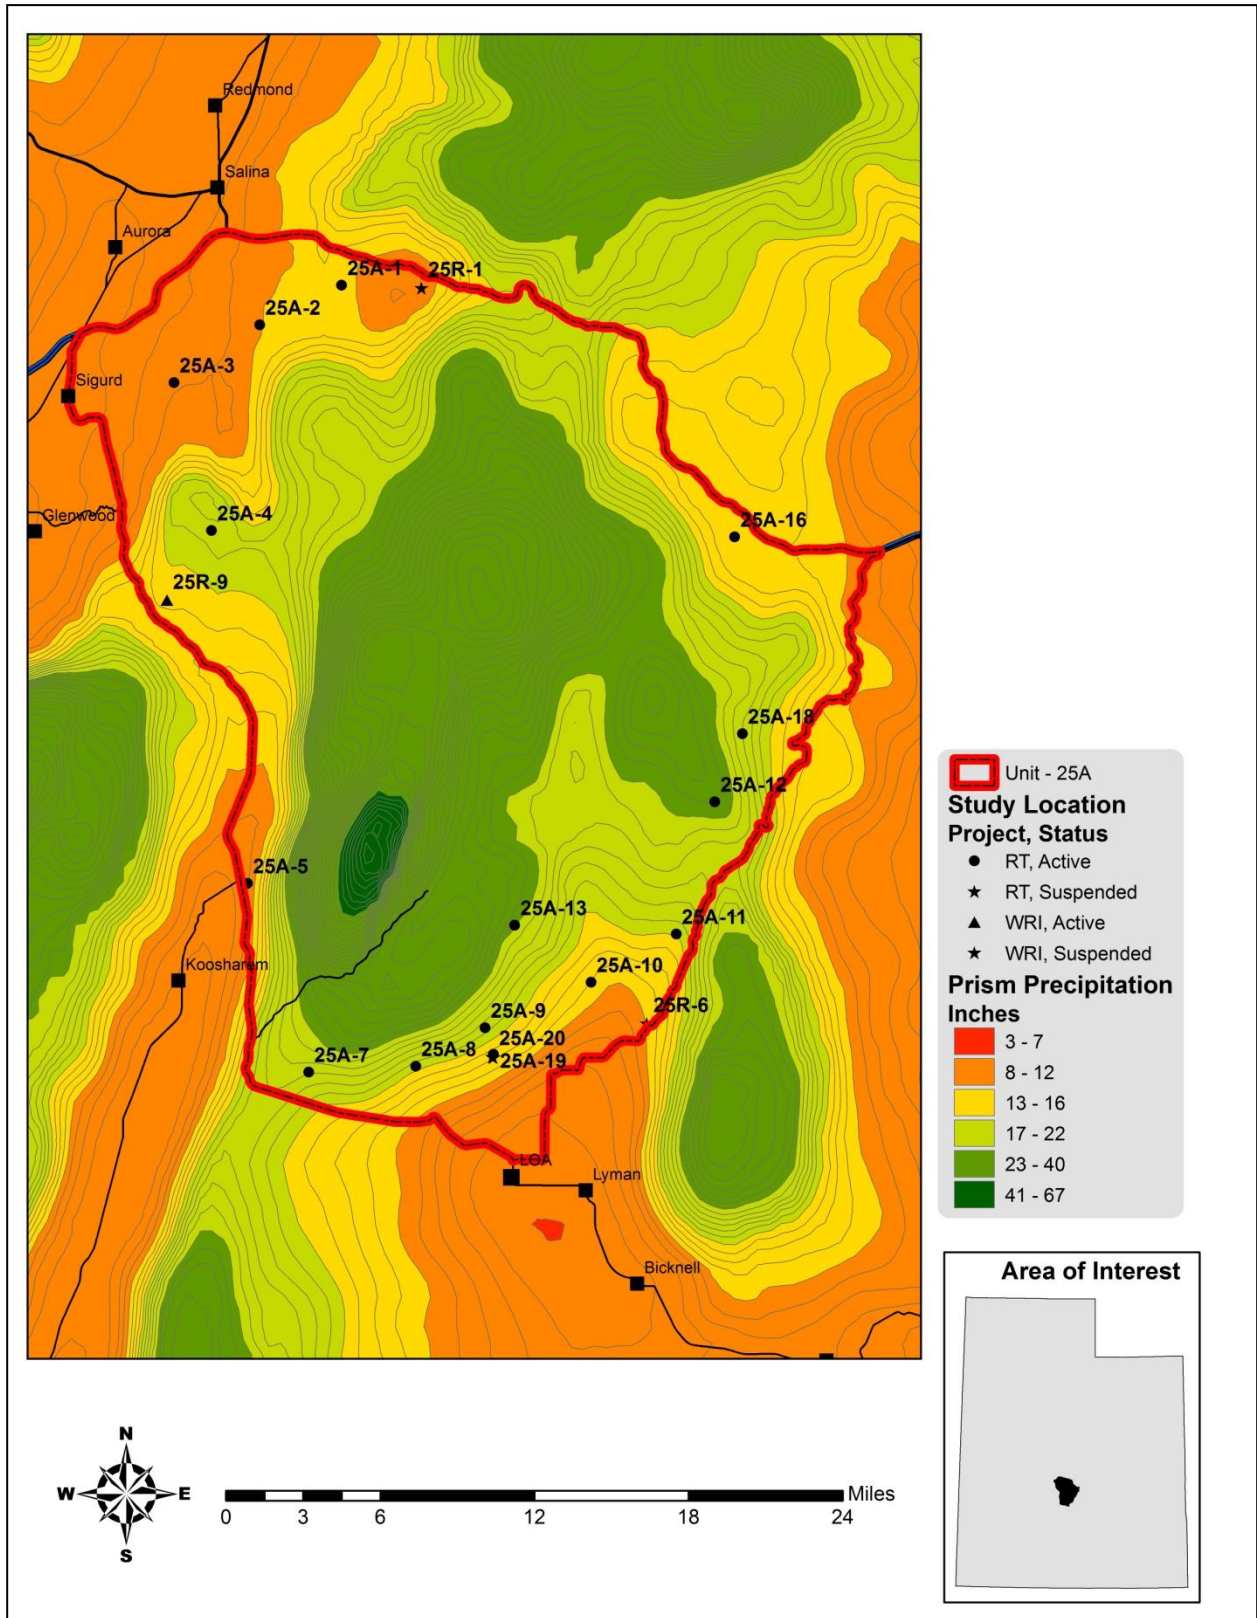 Redmond
Salina
Aurora
25A-1
25R-1
25A-2
25A-3
Sigurd
25A-4
Glenwood
25A-16
25R-9
25A-18
25A-12
25A-5
25A-13
25A-11
Koosharem
25A-10
25R-6
25A-9
25A-20
25A-19
25A-8
25A-7
LOA
Lyman
Bicknell
Unit - 25A
Study Location
Project, Status
RT, Active
RT, Suspended
WRI, Active
WRI, Suspended
Prism Precipitation
Inches
3 - 7
8 - 12
13 - 16
17 - 22
23 - 40
41 - 67
Area of Interest
N
W E
S
Miles
0 3 6 12 18 24